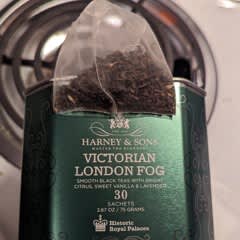 HARNEY & SONS
MASTER TEA BLENDERS
VICTORIAN
LONDON FOG
SMOOTH BLACK TEAS WITH BRIGHT
CITRUS, SWEET VANILLA & LAVENDER
30
SACHETS
2.67 OZ / 75 GRAMS
Historic
Royal Palaces